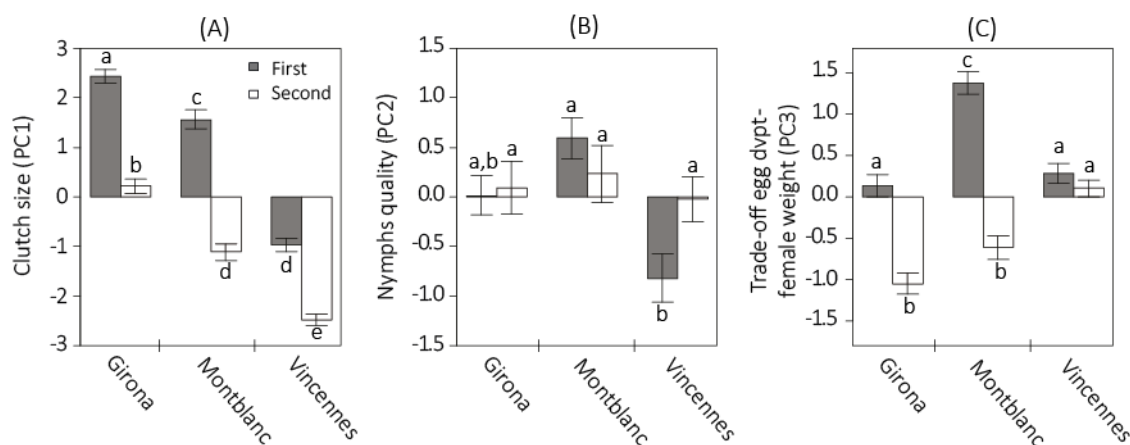 (A)
Clutch size (PC1)
3
2
1
0
-1
-2
-3
First
Second
a
b
c
d
d
e
Girona
Montblanc
Vincennes
(B)
Nymphs quality (PC2)
1.5
1.0
0.5
0.0
-0.5
-1.0
-1.5
a,b
a
a
a
b
a
Girona
Montblanc
Vincennes
(C)
Trade-off egg dvpt-
female weight (PC3)
1.5
1.0
0.5
0.0
-0.5
-1.0
-1.5
a
b
c
b
a
a
Girona
Montblanc
Vincennes